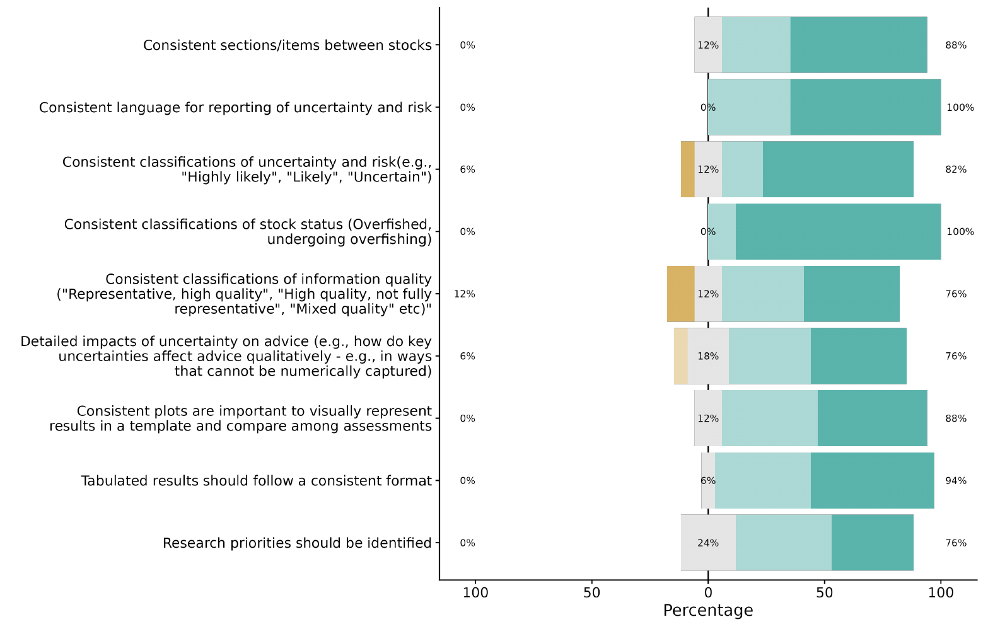 Consistent sections/items between stocks
0%
12%
88%
Consistent language for reporting of uncertainty and risk
0%
0%
100%
Consistent classifications of uncertainty and risk(e.g.,
"Highly likely", "Likely", "Uncertain")
6%
12%
82%
Consistent classifications of stock status (Overfished,
undergoing overfishing)
0%
0%
100%
Consistent classifications of information quality
("Representative, high quality", "High quality, not fully
representative", "Mixed quality" etc)"
12%
12%
76%
Detailed impacts of uncertainty on advice (e.g., how do key
uncertainties affect advice qualitatively - e.g., in ways
that cannot be numerically captured)
6%
18%
76%
Consistent plots are important to visually represent
results in a template and compare among assessments
0%
12%
88%
Tabulated results should follow a consistent format
0%
6%
94%
Research priorities should be identified
0%
24%
76%
100 50 0 50 100
Percentage